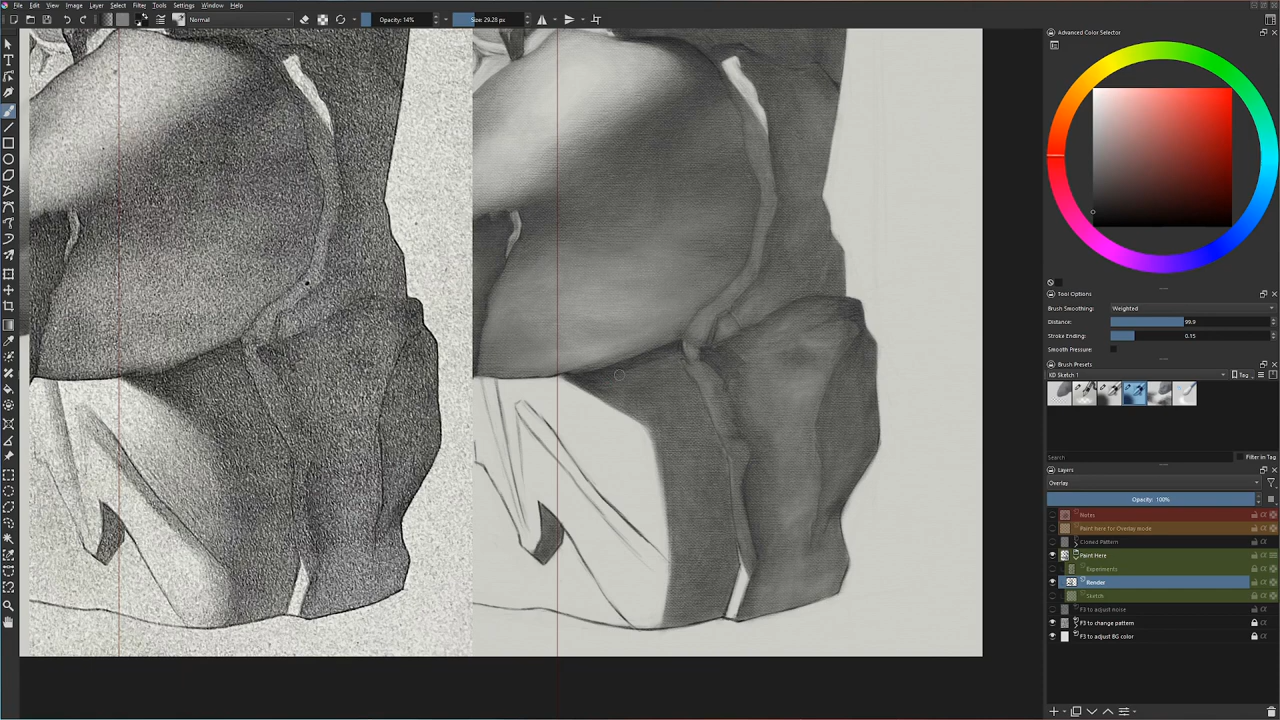 File Edit View Image Layer Select Filter Tools Settings Window Help
Normal Opacity: 14% Size: 29.28 px
Advanced Color Selector
Tool Options
Brush Smoothing: Weighted
Distance: 99.9
Stroke Ending: 0.15
Smooth Pressure:
Brush Presets
KD Sketch 1 Tag
Search Filter in Tag
Layers
Overlay
Opacity: 100%
Notes
Paint here for Overlay mode
Cloned Pattern
Paint Here
Experiments
Render
Sketch
F3 to adjust noise
F3 to change pattern
F3 to adjust BG color